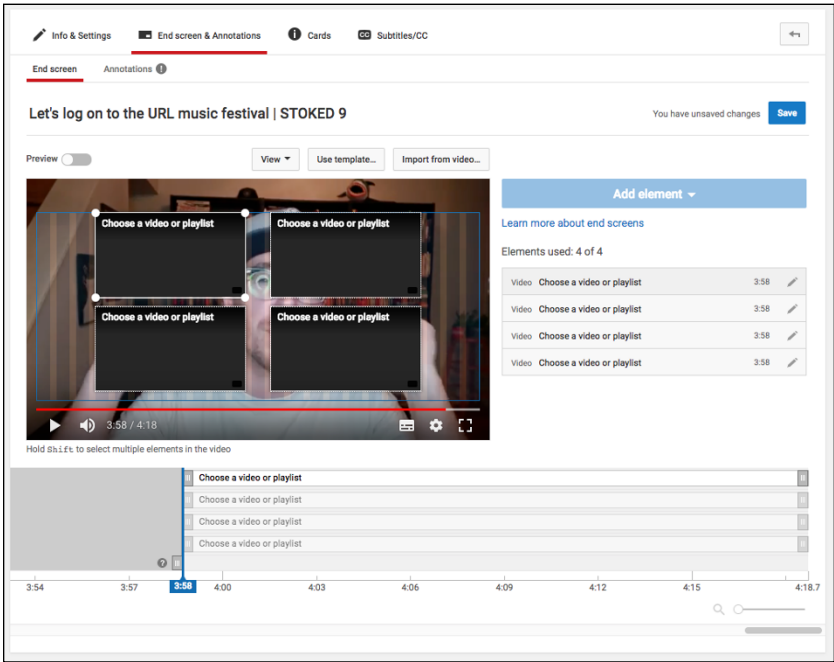 Info & Settings End screen & Annotations Cards CC Subtitles/CC
End screen Annotations
Let's log on to the URL music festival | STOKED 9 You have unsaved changes Save
Preview View Use template... Import from video...
Add element
Learn more about end screens
Elements used: 4 of 4
Video Choose a video or playlist 3:58
Video Choose a video or playlist 3:58
Video Choose a video or playlist 3:58
Video Choose a video or playlist 3:58
Choose a video or playlist Choose a video or playlist
Choose a video or playlist Choose a video or playlist
3:58 / 4:18
Hold Shift to select multiple elements in the video
Choose a video or playlist
Choose a video or playlist
Choose a video or playlist
Choose a video or playlist
?
3:54 3:57 3:58 4:00 4:03 4:06 4:09 4:12 4:15 4:18.7